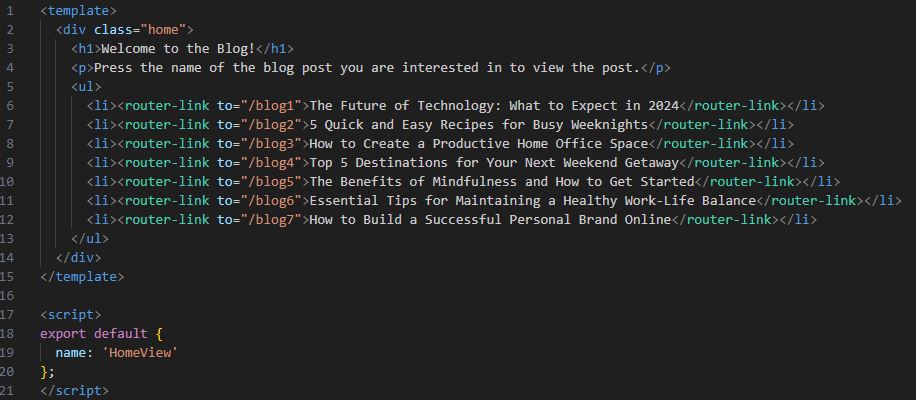 1 <template>
2   <div class="home">
3     <h1>Welcome to the Blog!</h1>
4     <p>Press the name of the blog post you are interested in to view the post.</p>
5     <ul>
6       <li><router-link to="/blog1">The Future of Technology: What to Expect in 2024</router-link></li>
7       <li><router-link to="/blog2">5 Quick and Easy Recipes for Busy Weeknights</router-link></li>
8       <li><router-link to="/blog3">How to Create a Productive Home Office Space</router-link></li>
9       <li><router-link to="/blog4">Top 5 Destinations for Your Next Weekend Getaway</router-link></li>
10       <li><router-link to="/blog5">The Benefits of Mindfulness and How to Get Started</router-link></li>
11       <li><router-link to="/blog6">Essential Tips for Maintaining a Healthy Work-Life Balance</router-link></li>
12       <li><router-link to="/blog7">How to Build a Successful Personal Brand Online</router-link></li>
13     </ul>
14   </div>
15 </template>
16
17 <script>
18 export default {
19   name: 'HomeView'
20 };
21 </script>